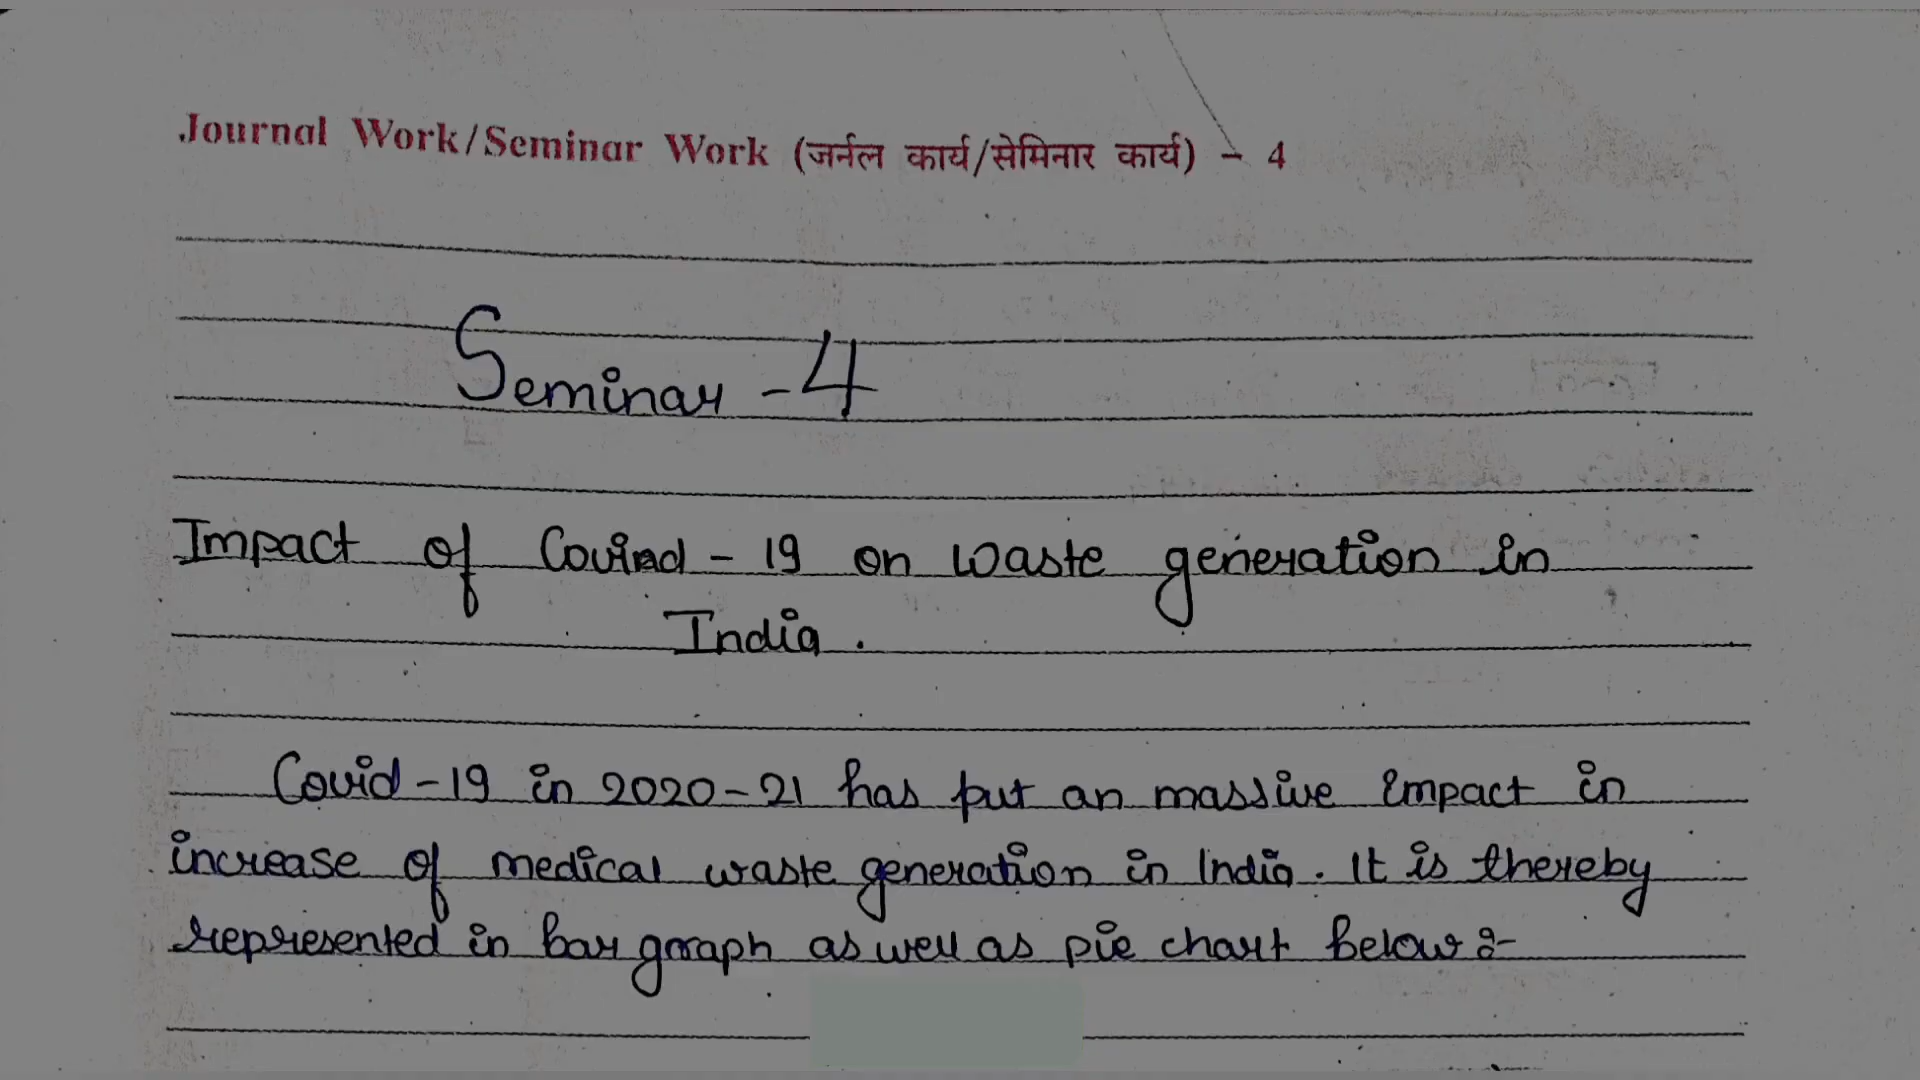 Journal Work/Seminar Work (जर्नल कार्य/सेमिनार कार्य) - 4
Seminar - 4
Impact of Covind - 19 on waste generation in
India.
Covid - 19 in 2020-21 has put an massive impact in
increase of medical waste generation in India. It is thereby
represented in bar graph as well as pie chart below :-